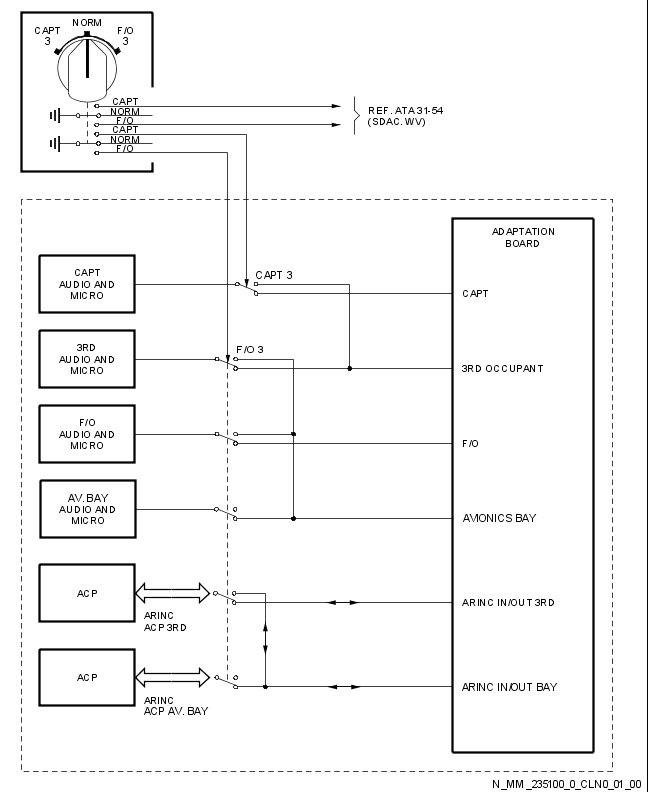 NORM
CAPT
3
F/O
3
CAPT
NORM
F/O
CAPT
NORM
F/O
REF. ATA 31-54
(SDAC. WV)
ADAPTATION
BOARD
CAPT
AUDIO AND
MICRO
CAPT 3
CAPT
3RD
AUDIO AND
MICRO
F/O 3
3RD OCCUPANT
F/O
AUDIO AND
MICRO
F/O
AV. BAY
AUDIO AND
MICRO
AVIONICS BAY
ACP
ARINC
ACP 3RD
ARINC IN/OUT 3RD
ACP
ARINC
ACP AV. BAY
ARINC IN/OUT BAY
N_MM_235100_0_CLN0_01_00